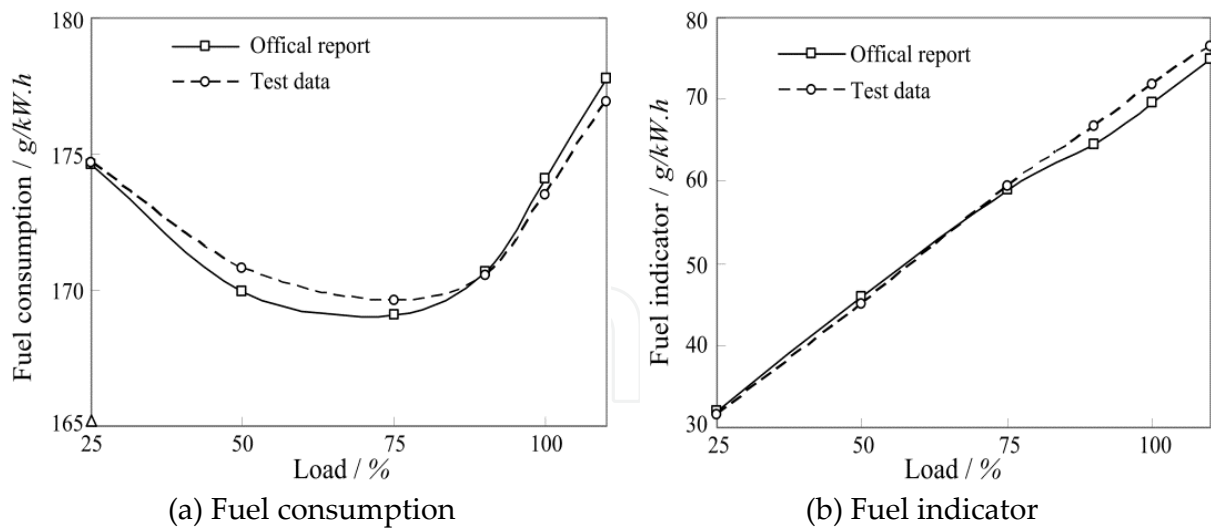 180
175
170
165
Fuel consumption / g/kW.h
Offical report
Test data
25 50 75 100
Load / %
(a) Fuel consumption
80
70
60
50
40
30
Fuel indicator / g/kW.h
Offical report
Test data
25 50 75 100
Load / %
(b) Fuel indicator